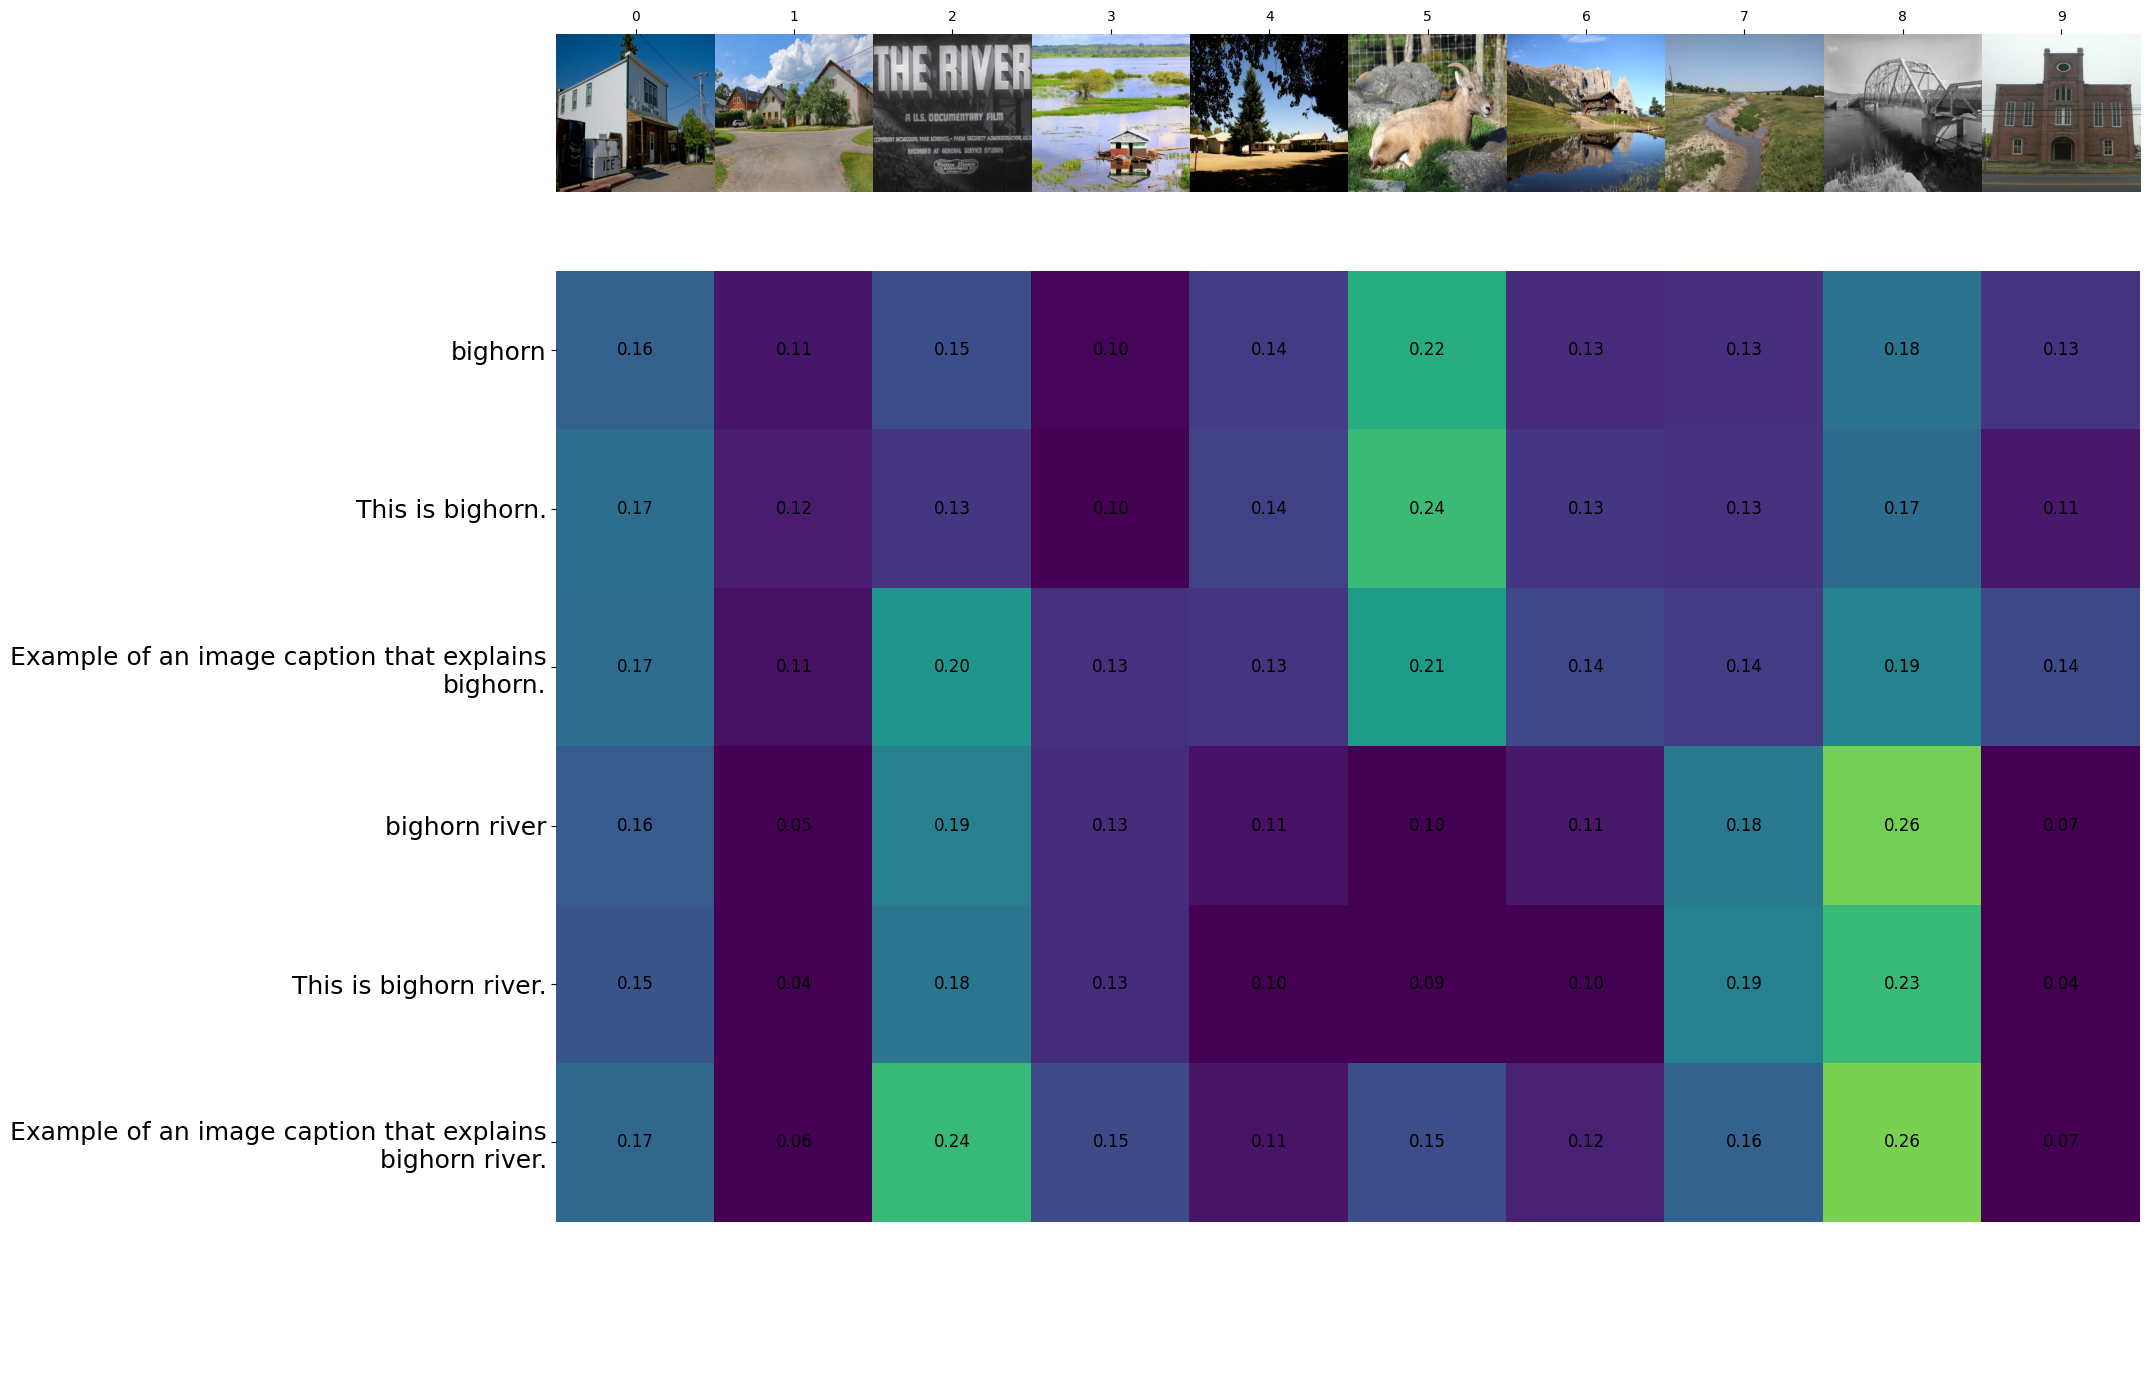 0 1 2 3 4 5 6 7 8 9
ICE
THE RIVER
A U.S. DOCUMENTARY FILM
RECORDED AT GENERAL SERVICE STUDIOS
bighorn 0.16 0.11 0.15 0.10 0.14 0.22 0.13 0.13 0.18 0.13
This is bighorn. 0.17 0.12 0.13 0.10 0.14 0.24 0.13 0.13 0.17 0.11
Example of an image caption that explains
bighorn. 0.17 0.11 0.20 0.13 0.13 0.21 0.14 0.14 0.19 0.14
bighorn river 0.16 0.05 0.19 0.13 0.11 0.10 0.11 0.18 0.26 0.07
This is bighorn river. 0.15 0.04 0.18 0.13 0.10 0.09 0.10 0.19 0.23 0.04
Example of an image caption that explains
bighorn river. 0.17 0.06 0.24 0.15 0.11 0.15 0.12 0.16 0.26 0.07